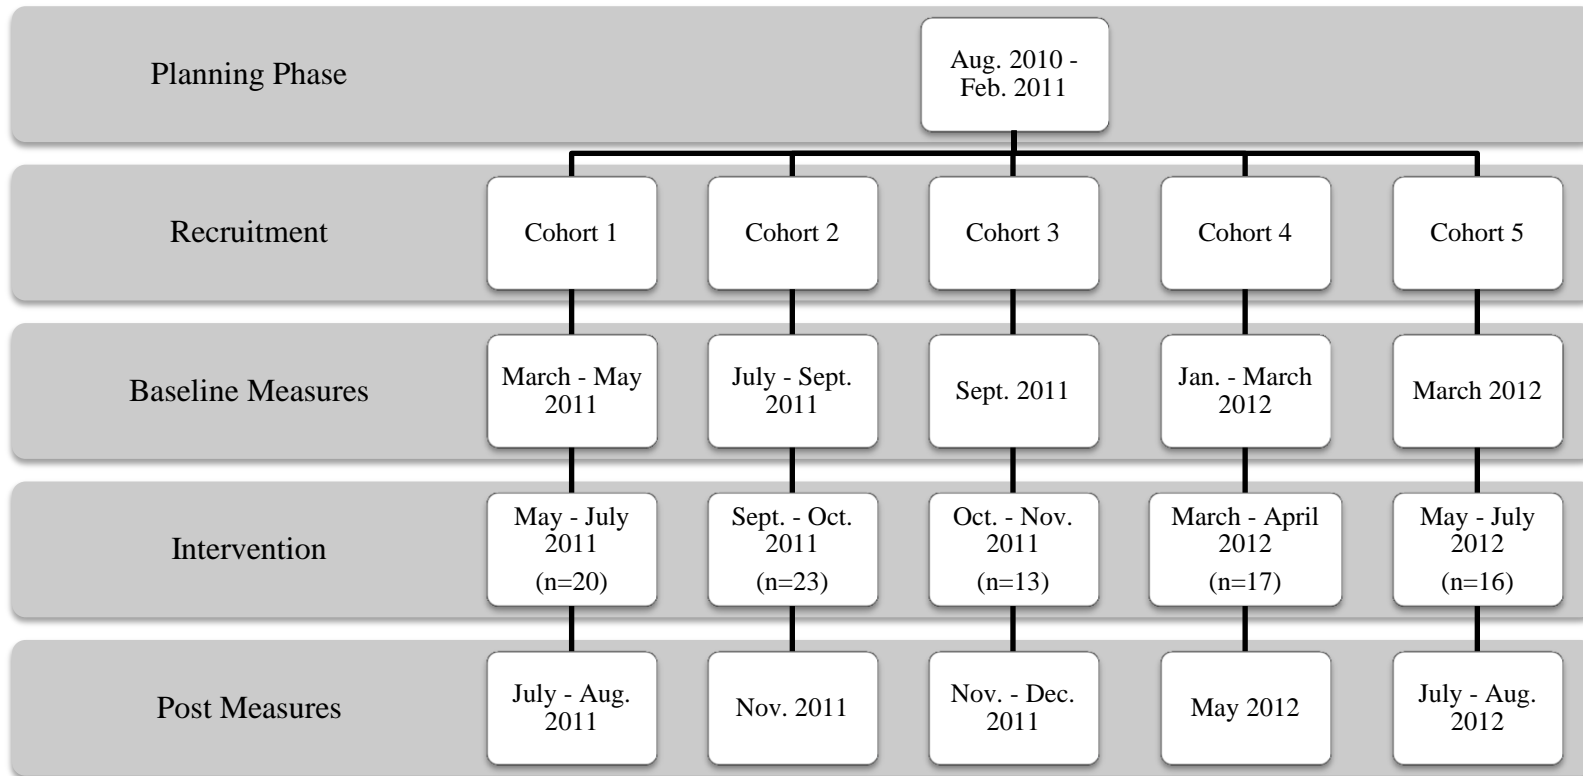 Planning Phase
Aug. 2010 -
Feb. 2011
Recruitment
Cohort 1
Cohort 2
Cohort 3
Cohort 4
Cohort 5
Baseline Measures
March - May
2011
July - Sept.
2011
Sept. 2011
Jan. - March
2012
March 2012
Intervention
May - July
2011
(n=20)
Sept. - Oct.
2011
(n=23)
Oct. - Nov.
2011
(n=13)
March - April
2012
(n=17)
May - July
2012
(n=16)
Post Measures
July - Aug.
2011
Nov. 2011
Nov. - Dec.
2011
May 2012
July - Aug.
2012